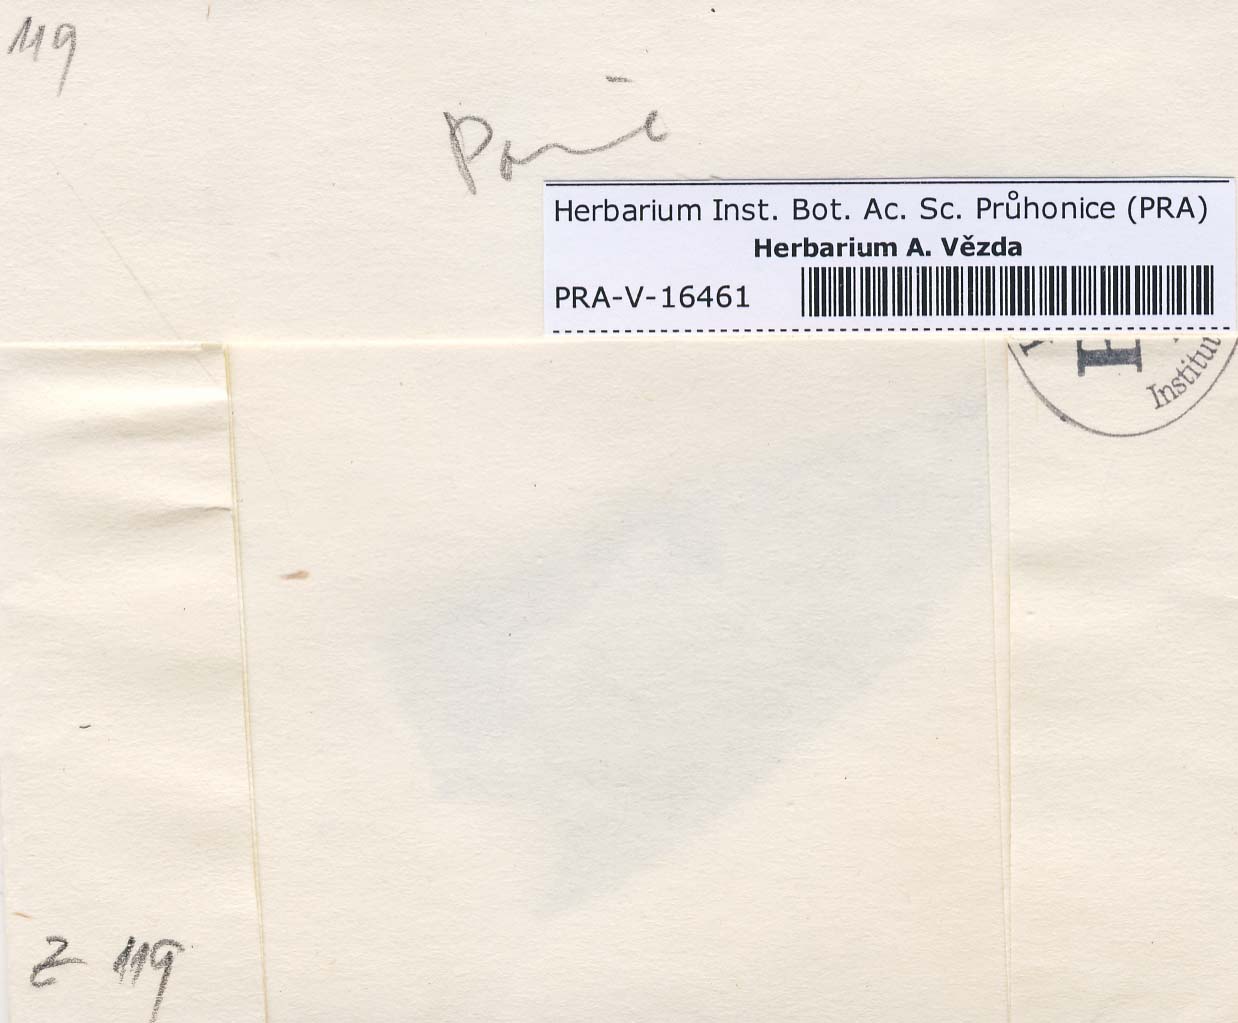 119
Herbarium Inst. Bot. Ac. Sc. Průhonice (PRA)
Herbarium A. Vězda
PRA-V-16461
E
Institu
Z 119